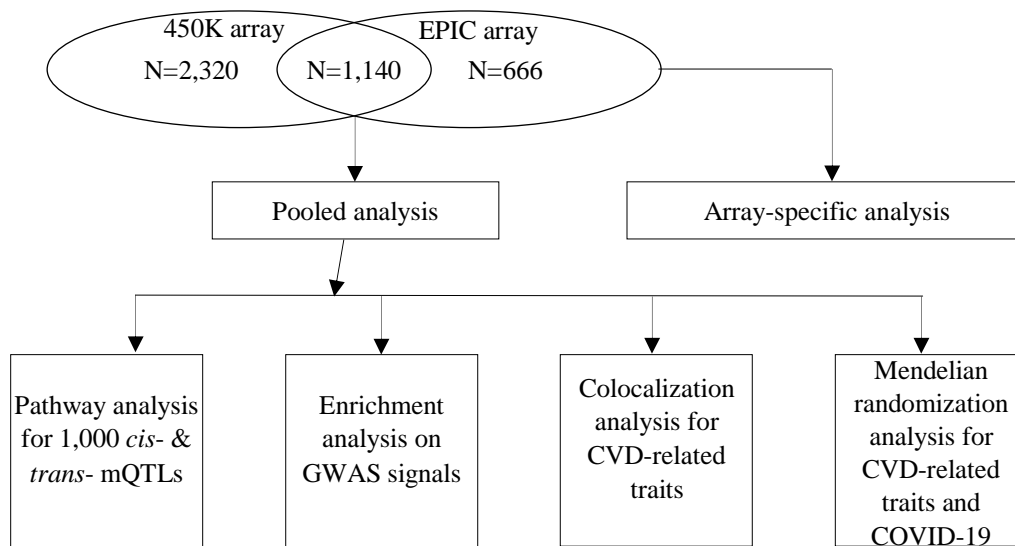 450K array
EPIC array
N=2,320
N=1,140
N=666
Pooled analysis
Array-specific analysis
Pathway analysis
for 1,000 cis- &
trans- mQTLs
Enrichment
analysis on
GWAS signals
Colocalization
analysis for
CVD-related
traits
Mendelian
randomization
analysis for
CVD-related
traits and
COVID-19